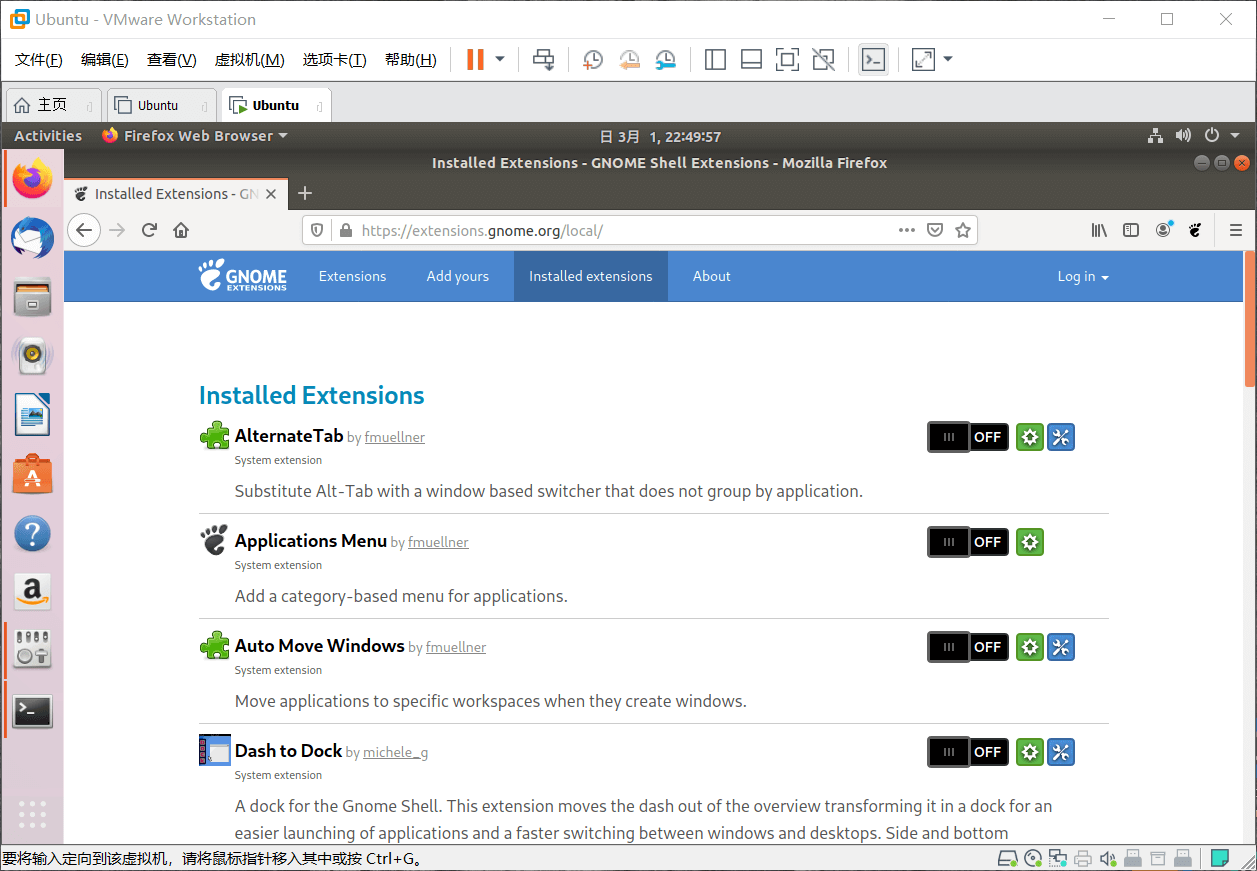 Ubuntu - VMware Workstation
文件(F) 编辑(E) 查看(V) 虚拟机(M) 选项卡(T) 帮助(H)
主页 Ubuntu Ubuntu
Activities Firefox Web Browser 日 3月 1, 22:49:57
Installed Extensions - GNOME Shell Extensions - Mozilla Firefox
Installed Extensions - GN
https://extensions.gnome.org/local/
GNOME EXTENSIONS Extensions Add yours Installed extensions About Log in
Installed Extensions
AlternateTab by fmuellner OFF
System extension
Substitute Alt-Tab with a window based switcher that does not group by application.
Applications Menu by fmuellner OFF
System extension
Add a category-based menu for applications.
Auto Move Windows by fmuellner OFF
System extension
Move applications to specific workspaces when they create windows.
Dash to Dock by michele_g OFF
System extension
A dock for the Gnome Shell. This extension moves the dash out of the overview transforming it in a dock for an
easier launching of applications and a faster switching between windows and desktops. Side and bottom
要将输入定向到该虚拟机，请将鼠标指针移入其中或按 Ctrl+G。